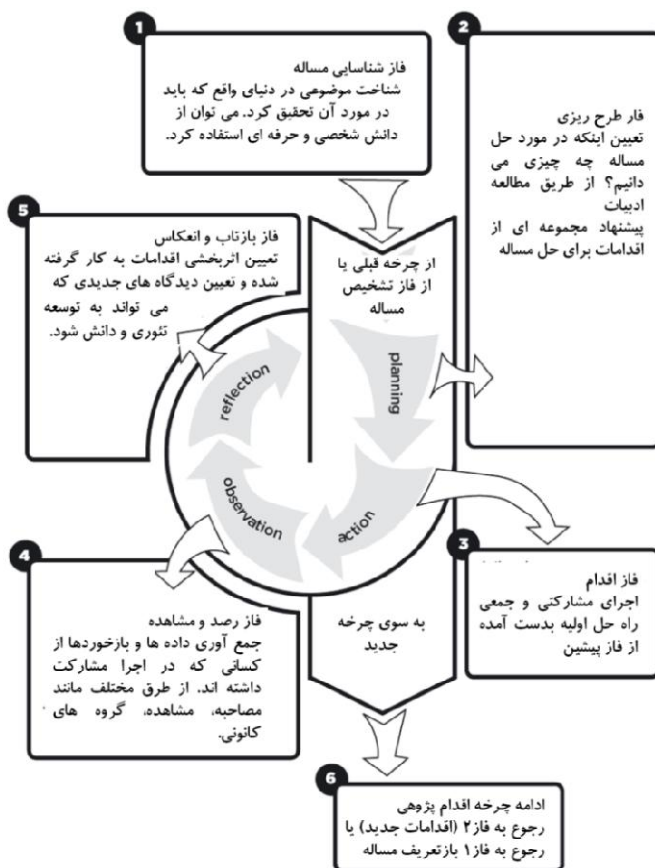 1
فاز شناسایی مساله
شناخت موضوعی در دنیای واقع که باید
در مورد آن تحقیق کرد. می توان از
دانش شخصی و حرفه ای استفاده کرد.
2
فار طرح ریزی
تعیین اینکه در مورد حل
مساله چه چیزی می
دانیم؟ از طریق مطالعه
ادبیات
پیشنهاد مجموعه ای از
اقدامات برای حل مساله
5
فاز بازتاب و انعکاس
تعیین اثربخشی اقدامات به کار گرفته
شده و تعیین دیدگاه های جدیدی که
می تواند به توسعه
تئوری و دانش شود.
از چرخه قبلی یا
از فاز تشخیص
مساله
planning
action
observation
reflection
3
فاز اقدام
اجرای مشارکتی و جمعی
راه حل اولیه بدست آمده
از فاز پیشین
4
فاز رصد و مشاهده
جمع آوری داده ها و بازخوردها از
کسانی که در اجرا مشارکت
داشته اند. از طرق مختلف مانند
مصاحبه، مشاهده، گروه های
کانونی.
به سوی چرخه
جدید
6
ادامه چرخه اقدام پژوهی
رجوع به فاز۲ (اقدامات جدید) یا
رجوع به فاز۱ بازتعریف مساله